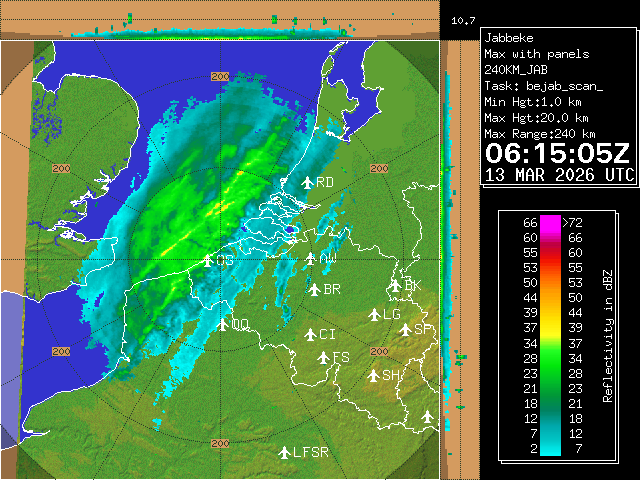 10.7
Jabbeke
Max with panels
240KM_JAB
Task: bejab_scan_
Min Hgt:1.0 km
Max Hgt:20.0 km
Max Range:240 km
06:15:05Z
13 MAR 2026 UTC
200
200
200
200
200
200
RD
OS
AW
BR
BK
LG
SP
OO
CI
FS
SH
LFSR
66 >72
60 66
55 60
53 55
50 53
44 50
39 44
37 39
34 37
28 34
23 28
21 23
18 21
12 18
7 12
2 7
Reflectivity in dBZ